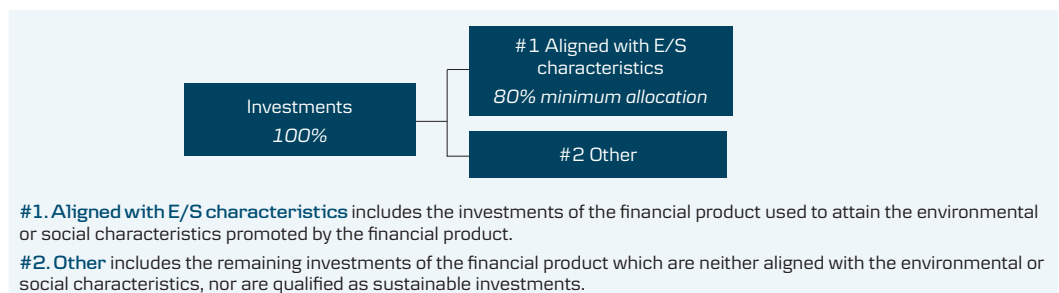 #1 Aligned with E/S
characteristics
80% minimum allocation
Investments
100%
#2 Other
#1. Aligned with E/S characteristics includes the investments of the financial product used to attain the environmental
or social characteristics promoted by the financial product.
#2. Other includes the remaining investments of the financial product which are neither aligned with the environmental or
social characteristics, nor are qualified as sustainable investments.